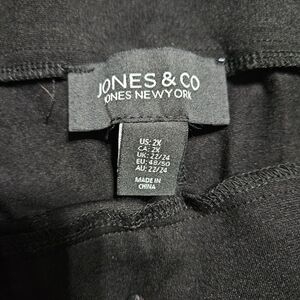 JONES & CO
JONES NEW YORK
US: 2X
CA: 2X
UK: 22/24
EU: 48/50
AU: 22/24
MADE IN
CHINA